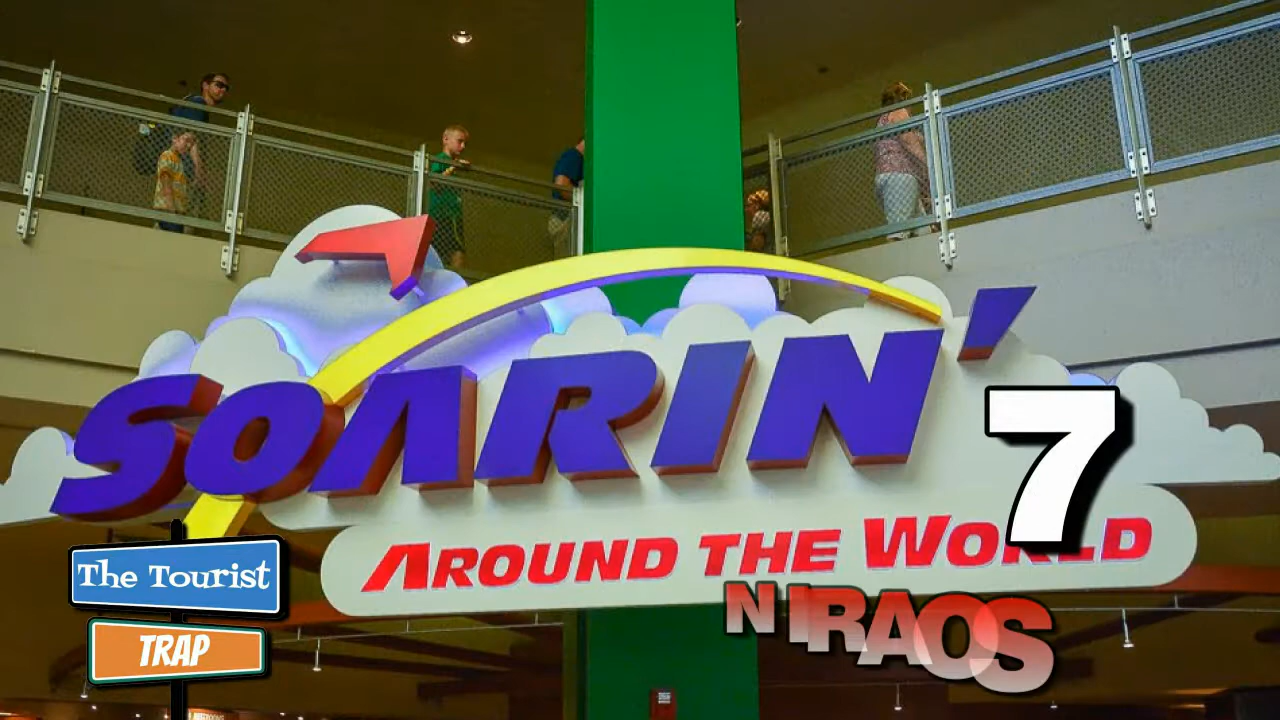 SOARIN'
7
AROUND THE WORLD
N IRAOS
The Tourist
TRAP